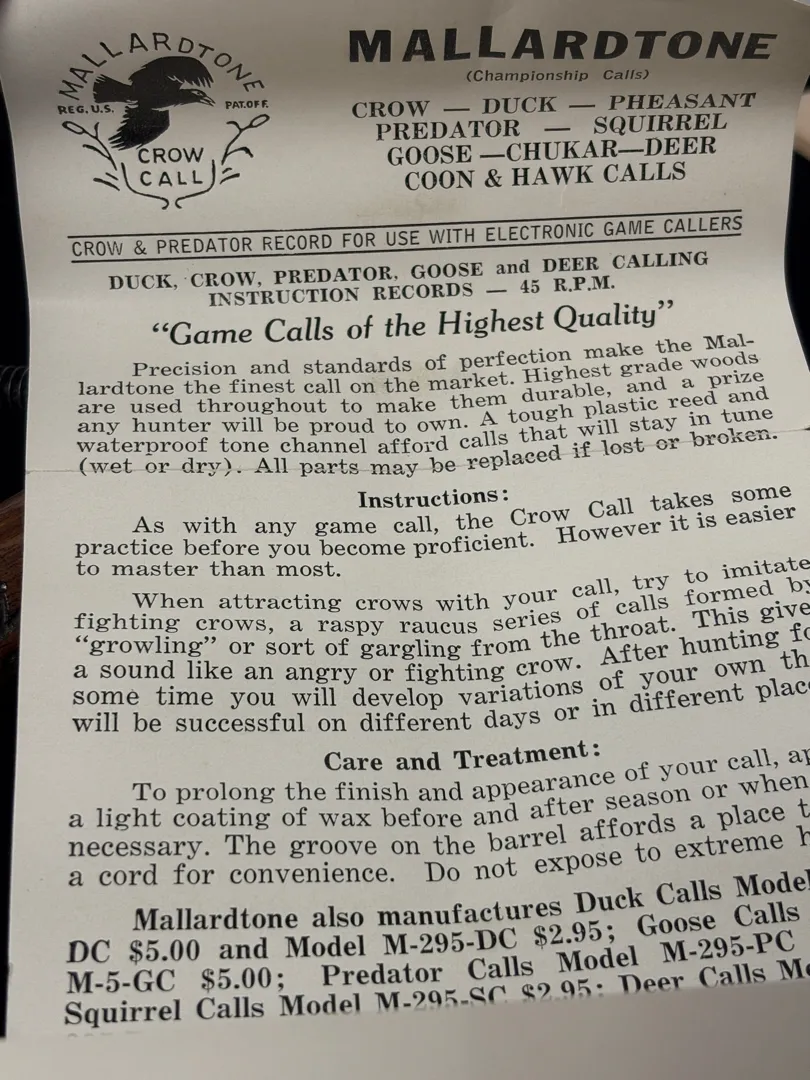 MALLARDTONE
REG. U.S. PAT. OFF.
CROW
CALL
MALLARDTONE
(Championship Calls)
CROW — DUCK — PHEASANT
PREDATOR — SQUIRREL
GOOSE —CHUKAR—DEER
COON & HAWK CALLS
CROW & PREDATOR RECORD FOR USE WITH ELECTRONIC GAME CALLERS
DUCK, CROW, PREDATOR, GOOSE and DEER CALLING
INSTRUCTION RECORDS — 45 R.P.M.
"Game Calls of the Highest Quality"
Precision and standards of perfection make the Mal-
lardtone the finest call on the market. Highest grade woods
are used throughout to make them durable, and a prize
any hunter will be proud to own. A tough plastic reed and
waterproof tone channel afford calls that will stay in tune
(wet or dry). All parts may be replaced if lost or broken.
Instructions:
As with any game call, the Crow Call takes some
practice before you become proficient. However it is easier
to master than most.
When attracting crows with your call, try to imitate
fighting crows, a raspy raucus series of calls formed by
"growling" or sort of gargling from the throat. This give
a sound like an angry or fighting crow. After hunting fo
some time you will develop variations of your own th
will be successful on different days or in different plac
Care and Treatment:
To prolong the finish and appearance of your call, ap
a light coating of wax before and after season or when
necessary. The groove on the barrel affords a place t
a cord for convenience. Do not expose to extreme h
Mallardtone also manufactures Duck Calls Model
DC $5.00 and Model M-295-DC $2.95; Goose Calls
M-5-GC $5.00; Predator Calls Model M-295-PC
Squirrel Calls Model M-295-SC $2.95; Deer Calls Mo